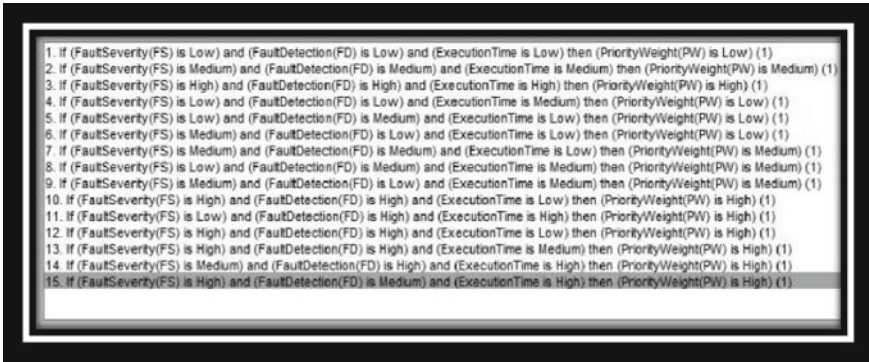 1. If (FaultSeverity(FS) is Low) and (FaultDetection(FD) is Low) and (ExecutionTime is Low) then (PriorityWeight(PW) is Low) (1)
2. If (FaultSeverity(FS) is Medium) and (FaultDetection(FD) is Medium) and (ExecutionTime is Medium) then (PriorityWeight(PW) is Medium) (1)
3. If (FaultSeverity(FS) is High) and (FaultDetection(FD) is High) and (ExecutionTime is High) then (PriorityWeight(PW) is High) (1)
4. If (FaultSeverity(FS) is Low) and (FaultDetection(FD) is Low) and (ExecutionTime is Medium) then (PriorityWeight(PW) is Low) (1)
5. If (FaultSeverity(FS) is Low) and (FaultDetection(FD) is Medium) and (ExecutionTime is Low) then (PriorityWeight(PW) is Low) (1)
6. If (FaultSeverity(FS) is Medium) and (FaultDetection(FD) is Low) and (ExecutionTime is Low) then (PriorityWeight(PW) is Low) (1)
7. If (FaultSeverity(FS) is Medium) and (FaultDetection(FD) is Medium) and (ExecutionTime is Low) then (PriorityWeight(PW) is Medium) (1)
8. If (FaultSeverity(FS) is Low) and (FaultDetection(FD) is Medium) and (ExecutionTime is Medium) then (PriorityWeight(PW) is Medium) (1)
9. If (FaultSeverity(FS) is Medium) and (FaultDetection(FD) is Low) and (ExecutionTime is Medium) then (PriorityWeight(PW) is Medium) (1)
10. If (FaultSeverity(FS) is High) and (FaultDetection(FD) is High) and (ExecutionTime is Low) then (PriorityWeight(PW) is High) (1)
11. If (FaultSeverity(FS) is Low) and (FaultDetection(FD) is High) and (ExecutionTime is High) then (PriorityWeight(PW) is High) (1)
12. If (FaultSeverity(FS) is High) and (FaultDetection(FD) is Low) and (ExecutionTime is High) then (PriorityWeight(PW) is High) (1)
13. If (FaultSeverity(FS) is High) and (FaultDetection(FD) is High) and (ExecutionTime is Medium) then (PriorityWeight(PW) is High) (1)
14. If (FaultSeverity(FS) is Medium) and (FaultDetection(FD) is High) and (ExecutionTime is High) then (PriorityWeight(PW) is High) (1)
15. If (FaultSeverity(FS) is High) and (FaultDetection(FD) is Medium) and (ExecutionTime is High) then (PriorityWeight(PW) is High) (1)